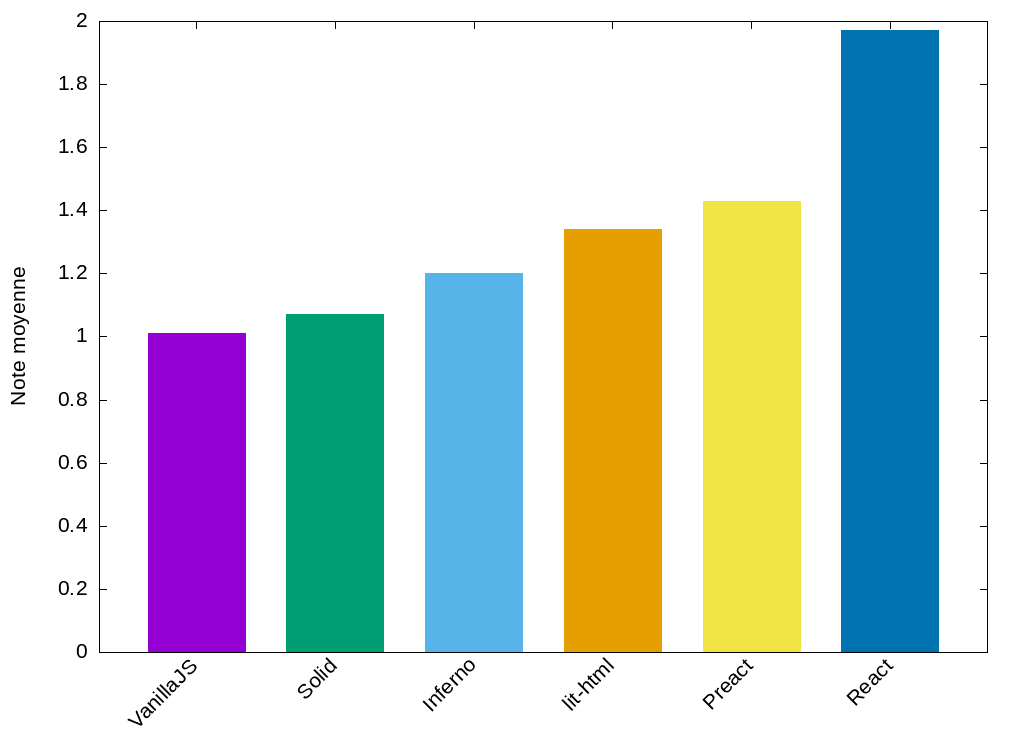 2
1.8
1.6
1.4
1.2
1
0.8
0.6
0.4
0.2
0
Note moyenne
VanillaJS
Solid
Inferno
lit-html
Preact
React